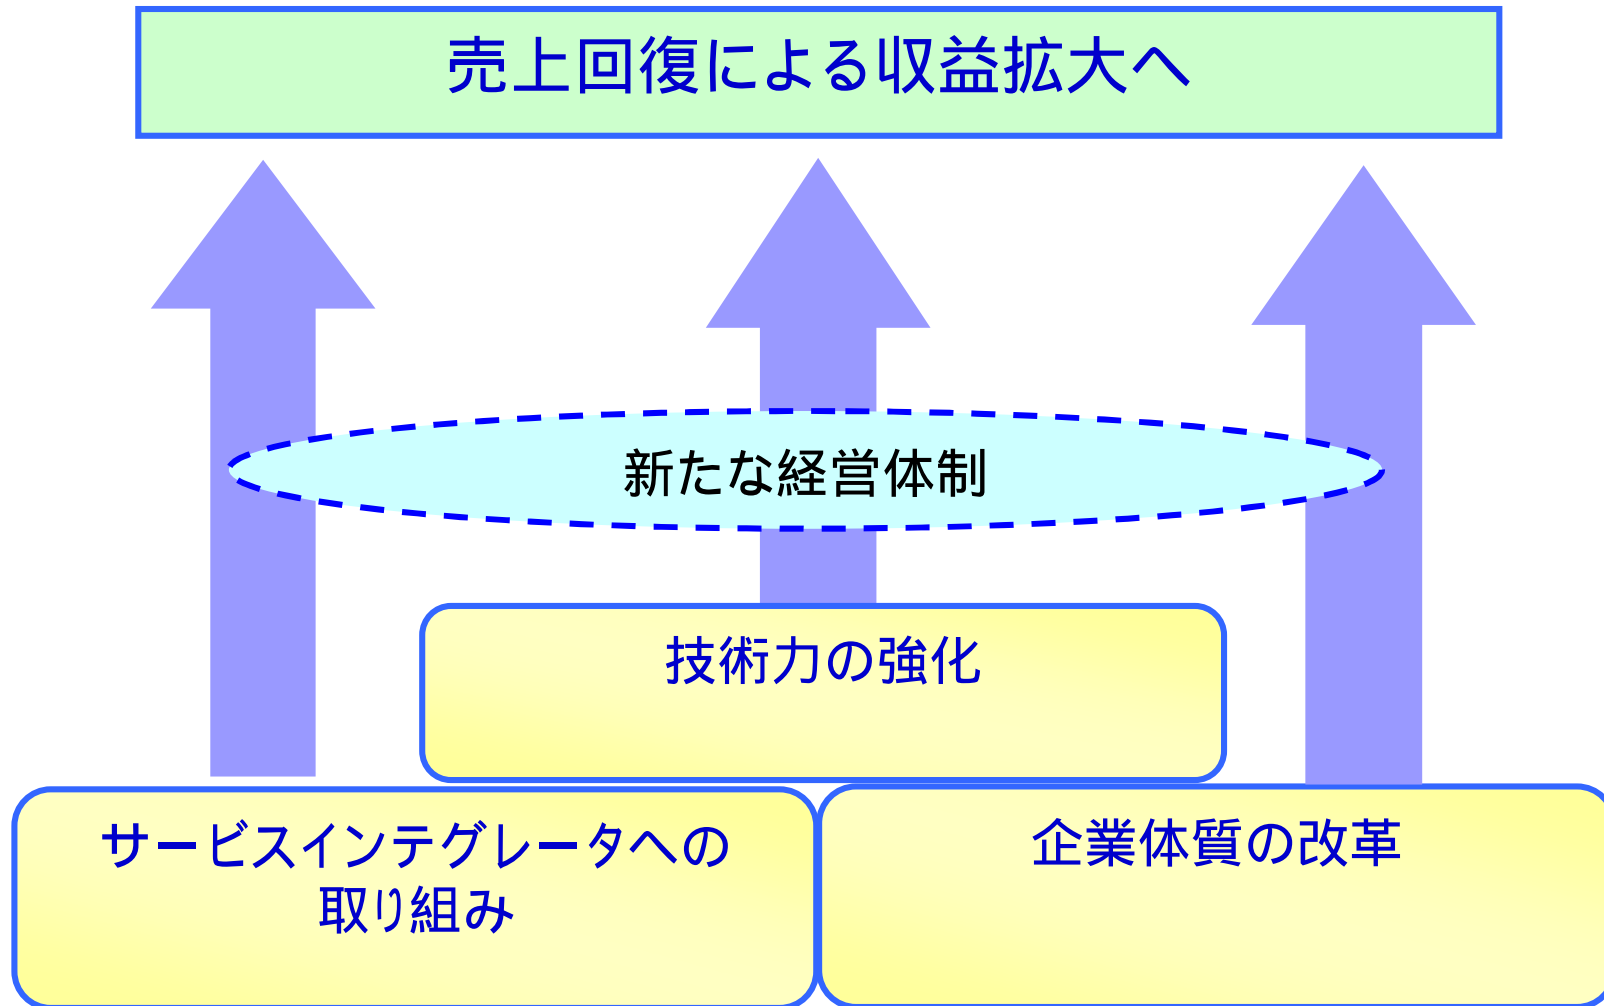 売上回復による収益拡大へ
新たな経営体制
技術力の強化
サービスインテグレータへの
取り組み
企業体質の改革